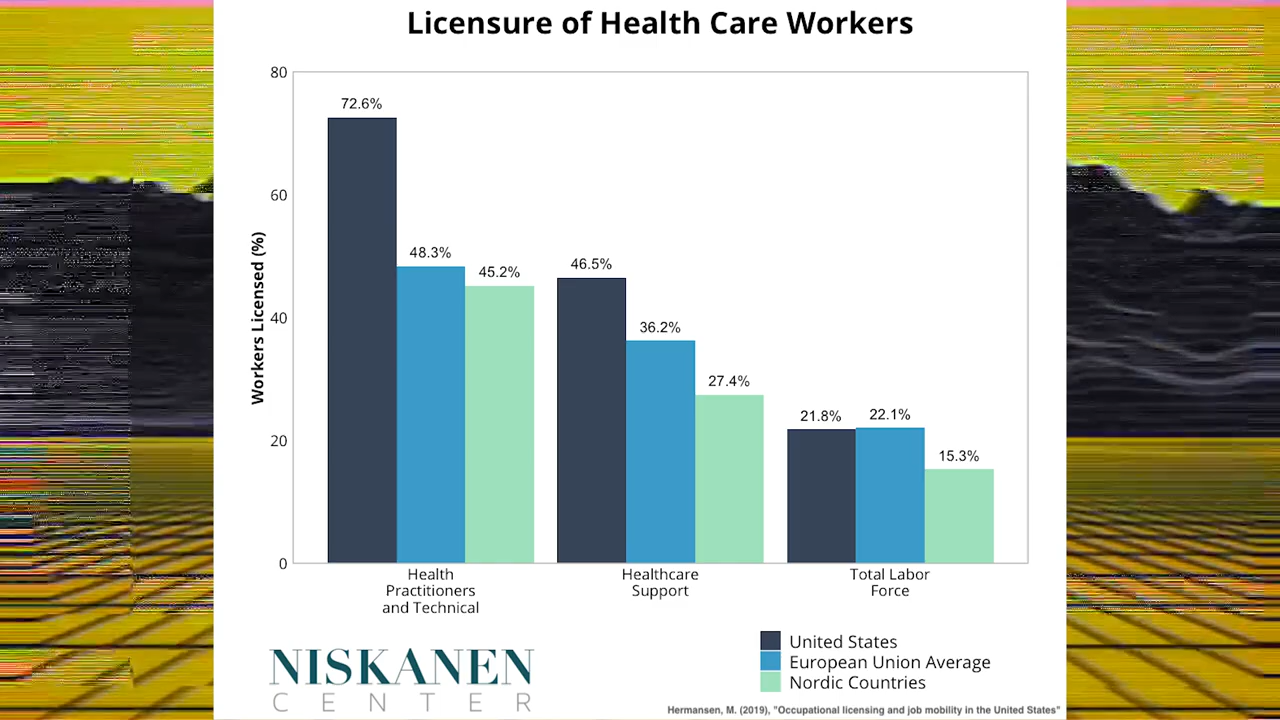 Licensure of Health Care Workers
80
60
40
20
0
Workers Licensed (%)
72.6%
48.3%
45.2%
46.5%
36.2%
27.4%
21.8%
22.1%
15.3%
Health
Practitioners
and Technical
Healthcare
Support
Total Labor
Force
United States
European Union Average
Nordic Countries
NISKANEN
CENTER
Hermansen, M. (2019), "Occupational licensing and job mobility in the United States"